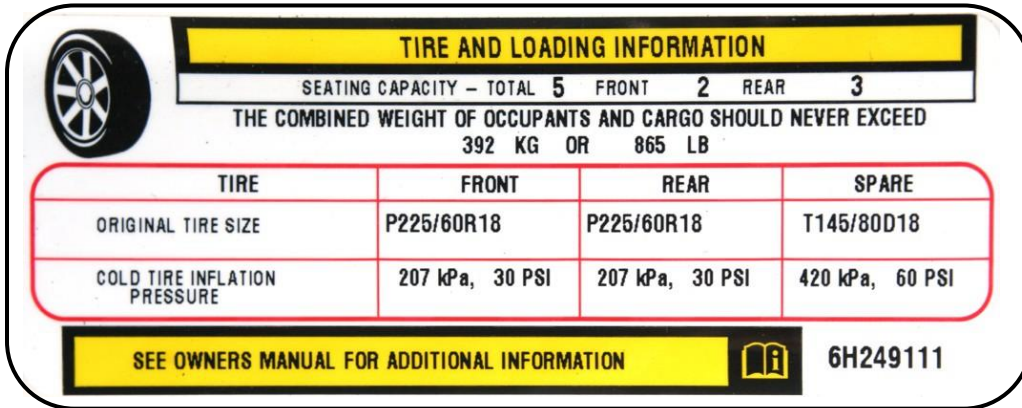 TIRE AND LOADING INFORMATION
SEATING CAPACITY – TOTAL 5 FRONT 2 REAR 3
THE COMBINED WEIGHT OF OCCUPANTS AND CARGO SHOULD NEVER EXCEED
392 KG OR 865 LB
TIRE FRONT REAR SPARE
ORIGINAL TIRE SIZE P225/60R18 P225/60R18 T145/80D18
COLD TIRE INFLATION PRESSURE 207 kPa, 30 PSI 207 kPa, 30 PSI 420 kPa, 60 PSI
SEE OWNERS MANUAL FOR ADDITIONAL INFORMATION 6H249111